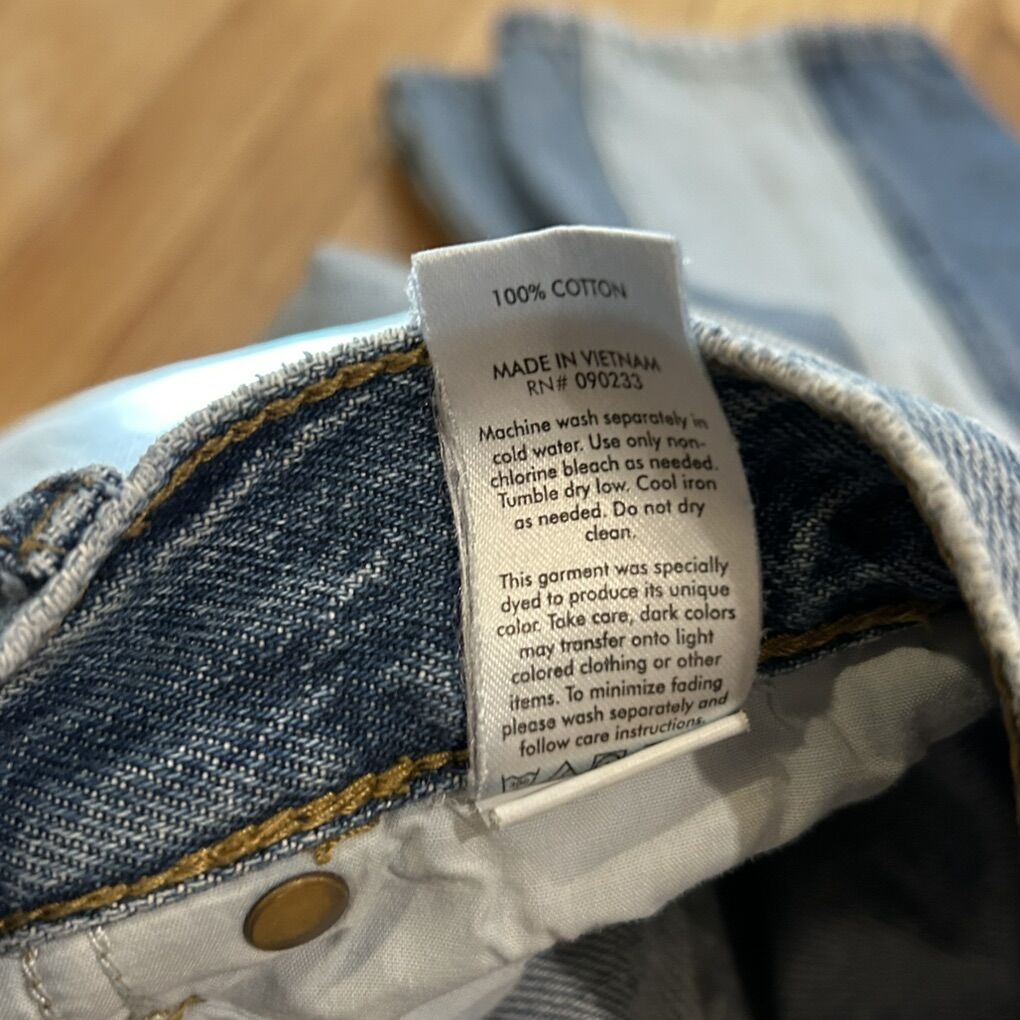 100% COTTON
MADE IN VIETNAM
RN# 090233
Machine wash separately in
cold water. Use only non-
chlorine bleach as needed.
Tumble dry low. Cool iron
as needed. Do not dry
clean.
This garment was specially
dyed to produce its unique
color. Take care, dark colors
may transfer onto light
colored clothing or other
items. To minimize fading
please wash separately and
follow care instructions.